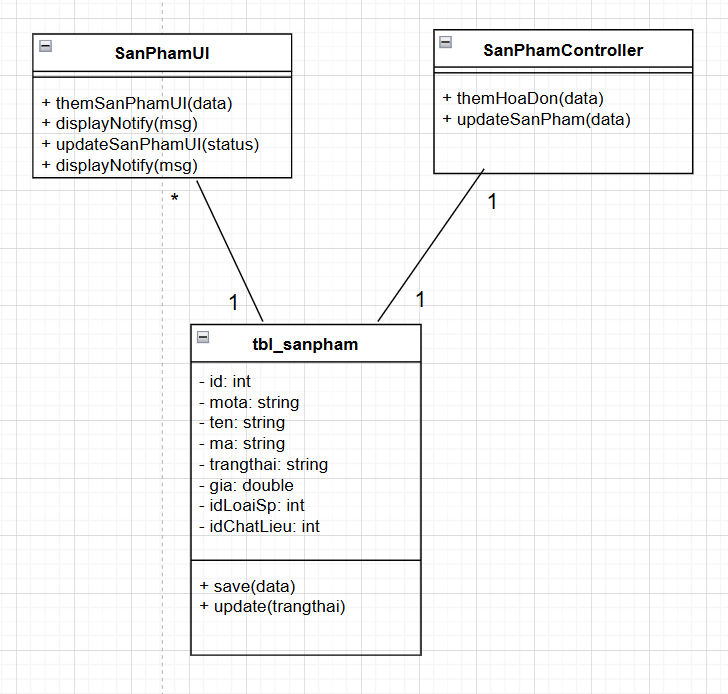 SanPhamUI
+ themSanPhamUI(data)
+ displayNotify(msg)
+ updateSanPhamUI(status)
+ displayNotify(msg)
SanPhamController
+ themHoaDon(data)
+ updateSanPham(data)
*
1
1
1
tbl_sanpham
- id: int
- mota: string
- ten: string
- ma: string
- trangthai: string
- gia: double
- idLoaiSp: int
- idChatLieu: int
+ save(data)
+ update(trangthai)